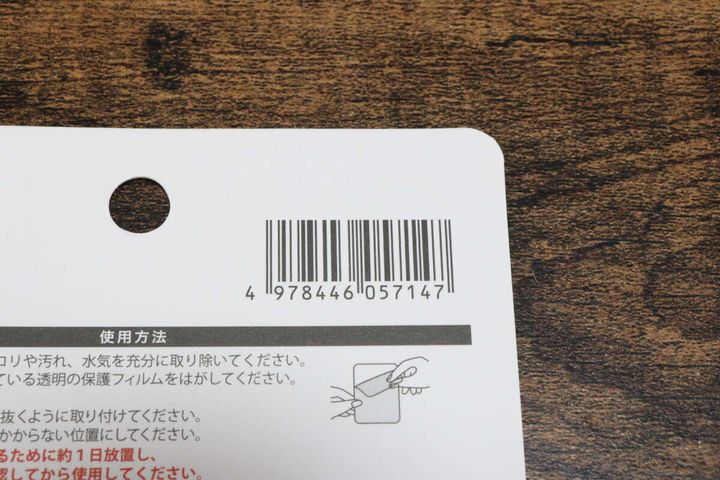 4 978446 057147
使用方法
コリや汚れ、水気を充分に取り除いてください。
ている透明の保護フィルムをはがしてください。
抜くように取り付けてください。
かからない位置にしてください。
るために約1日放置し、
認してから使用してください。